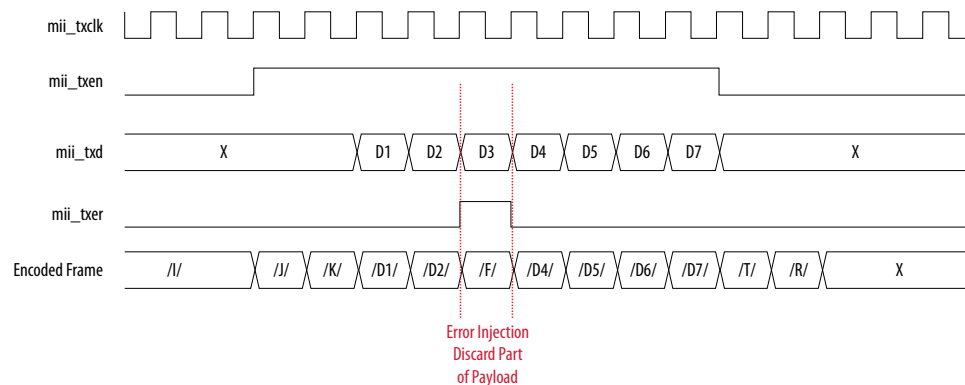 mii_txclk
mii_txen
mii_txd X D1 D2 D3 D4 D5 D6 D7 X
mii_txer
Encoded Frame /I/ /J/ /K/ /D1/ /D2/ /F/ /D4/ /D5/ /D6/ /D7/ /T/ /R/ X
Error Injection
Discard Part
of Payload